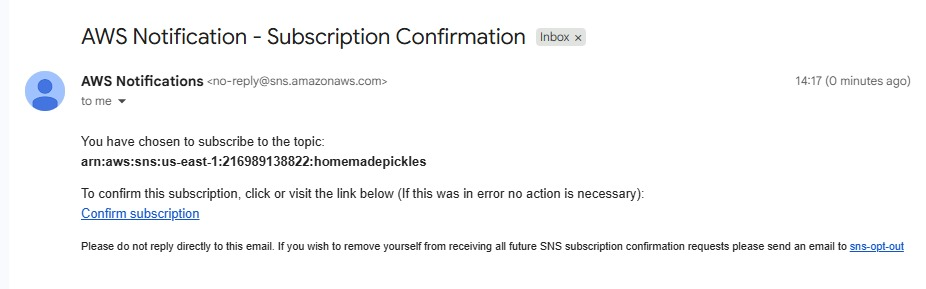 AWS Notification - Subscription Confirmation Inbox ×
AWS Notifications <no-reply@sns.amazonaws.com> 14:17 (0 minutes ago)
to me
You have chosen to subscribe to the topic:
arn:aws:sns:us-east-1:216989138822:homemadepickles
To confirm this subscription, click or visit the link below (If this was in error no action is necessary):
Confirm subscription
Please do not reply directly to this email. If you wish to remove yourself from receiving all future SNS subscription confirmation requests please send an email to sns-opt-out